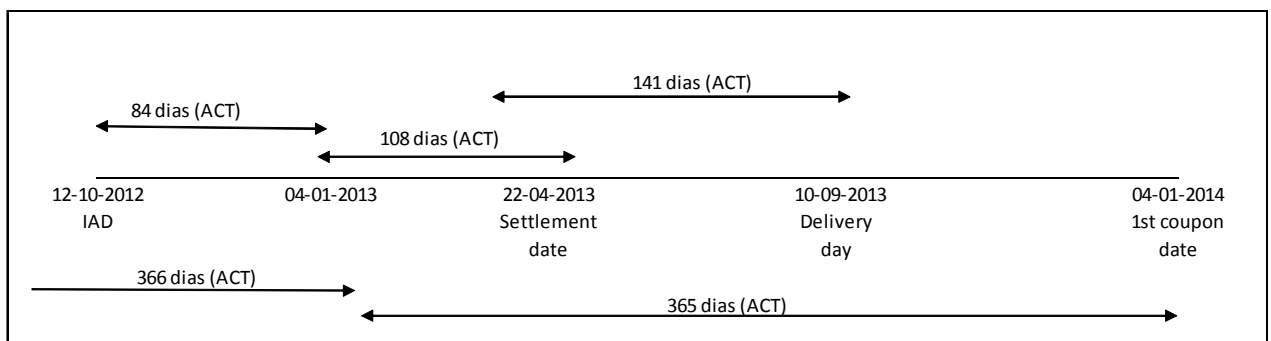 141 dias (ACT)
84 dias (ACT)
108 dias (ACT)
12-10-2012 04-01-2013 22-04-2013 10-09-2013 04-01-2014
IAD Settlement Delivery 1st coupon
date day date
366 dias (ACT)
365 dias (ACT)